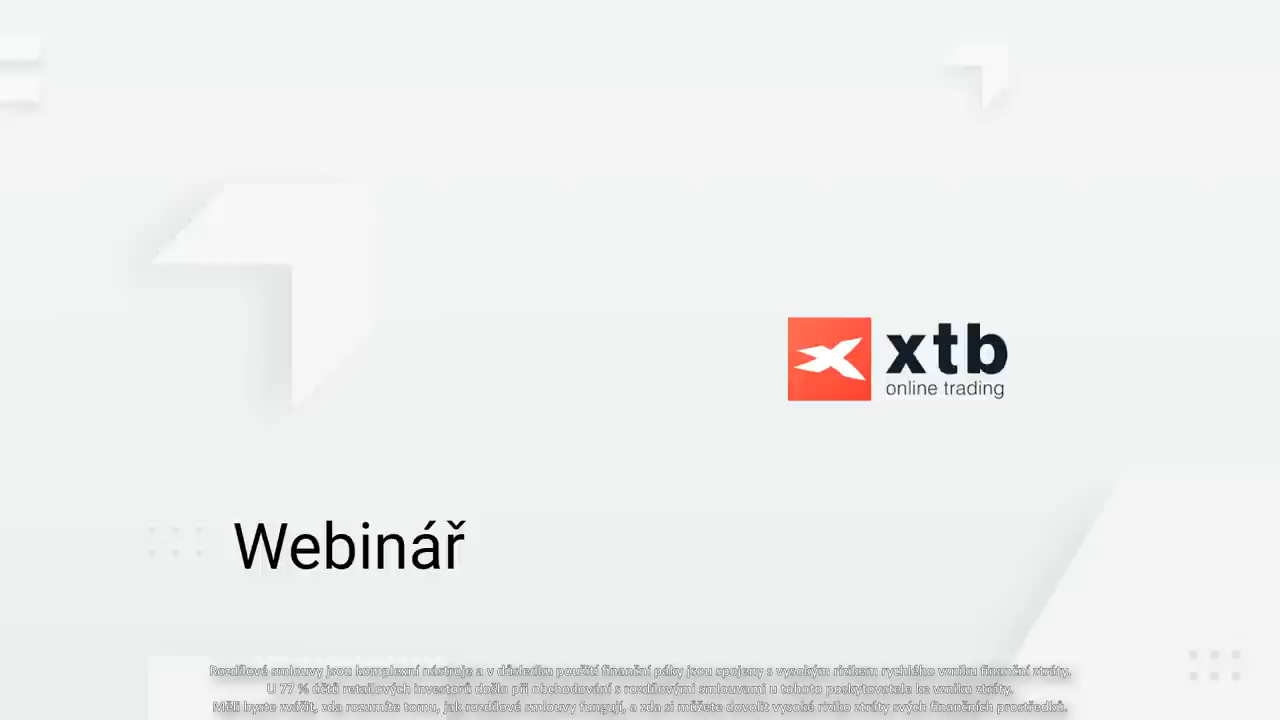 xtb
online trading
Webinář
Rozdílové smlouvy jsou komplexní nástroje a v důsledku použití finanční páky jsou spojeny s vysokým rizikem rychlého vzniku finanční ztráty.
U 77 % účtů retailových investorů došlo při obchodování s rozdílovými smlouvami u tohoto poskytovatele ke vzniku ztráty.
Měli byste zvážit, zda rozumíte tomu, jak rozdílové smlouvy fungují, a zda si můžete dovolit vysoké riziko ztráty svých finančních prostředků.